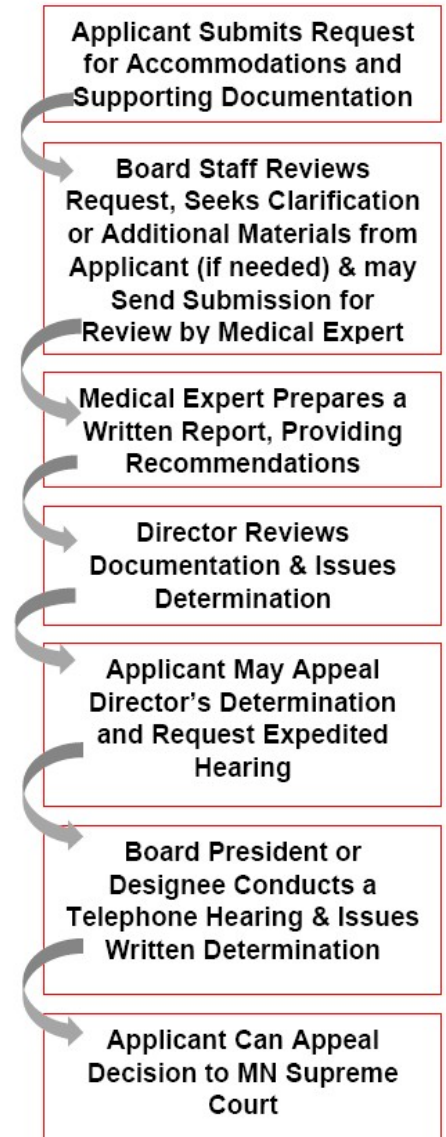 Applicant Submits Request
for Accommodations and
Supporting Documentation
Board Staff Reviews
Request, Seeks Clarification
or Additional Materials from
Applicant (if needed) & may
Send Submission for
Review by Medical Expert
Medical Expert Prepares a
Written Report, Providing
Recommendations
Director Reviews
Documentation & Issues
Determination
Applicant May Appeal
Director's Determination
and Request Expedited
Hearing
Board President or
Designee Conducts a
Telephone Hearing & Issues
Written Determination
Applicant Can Appeal
Decision to MN Supreme
Court